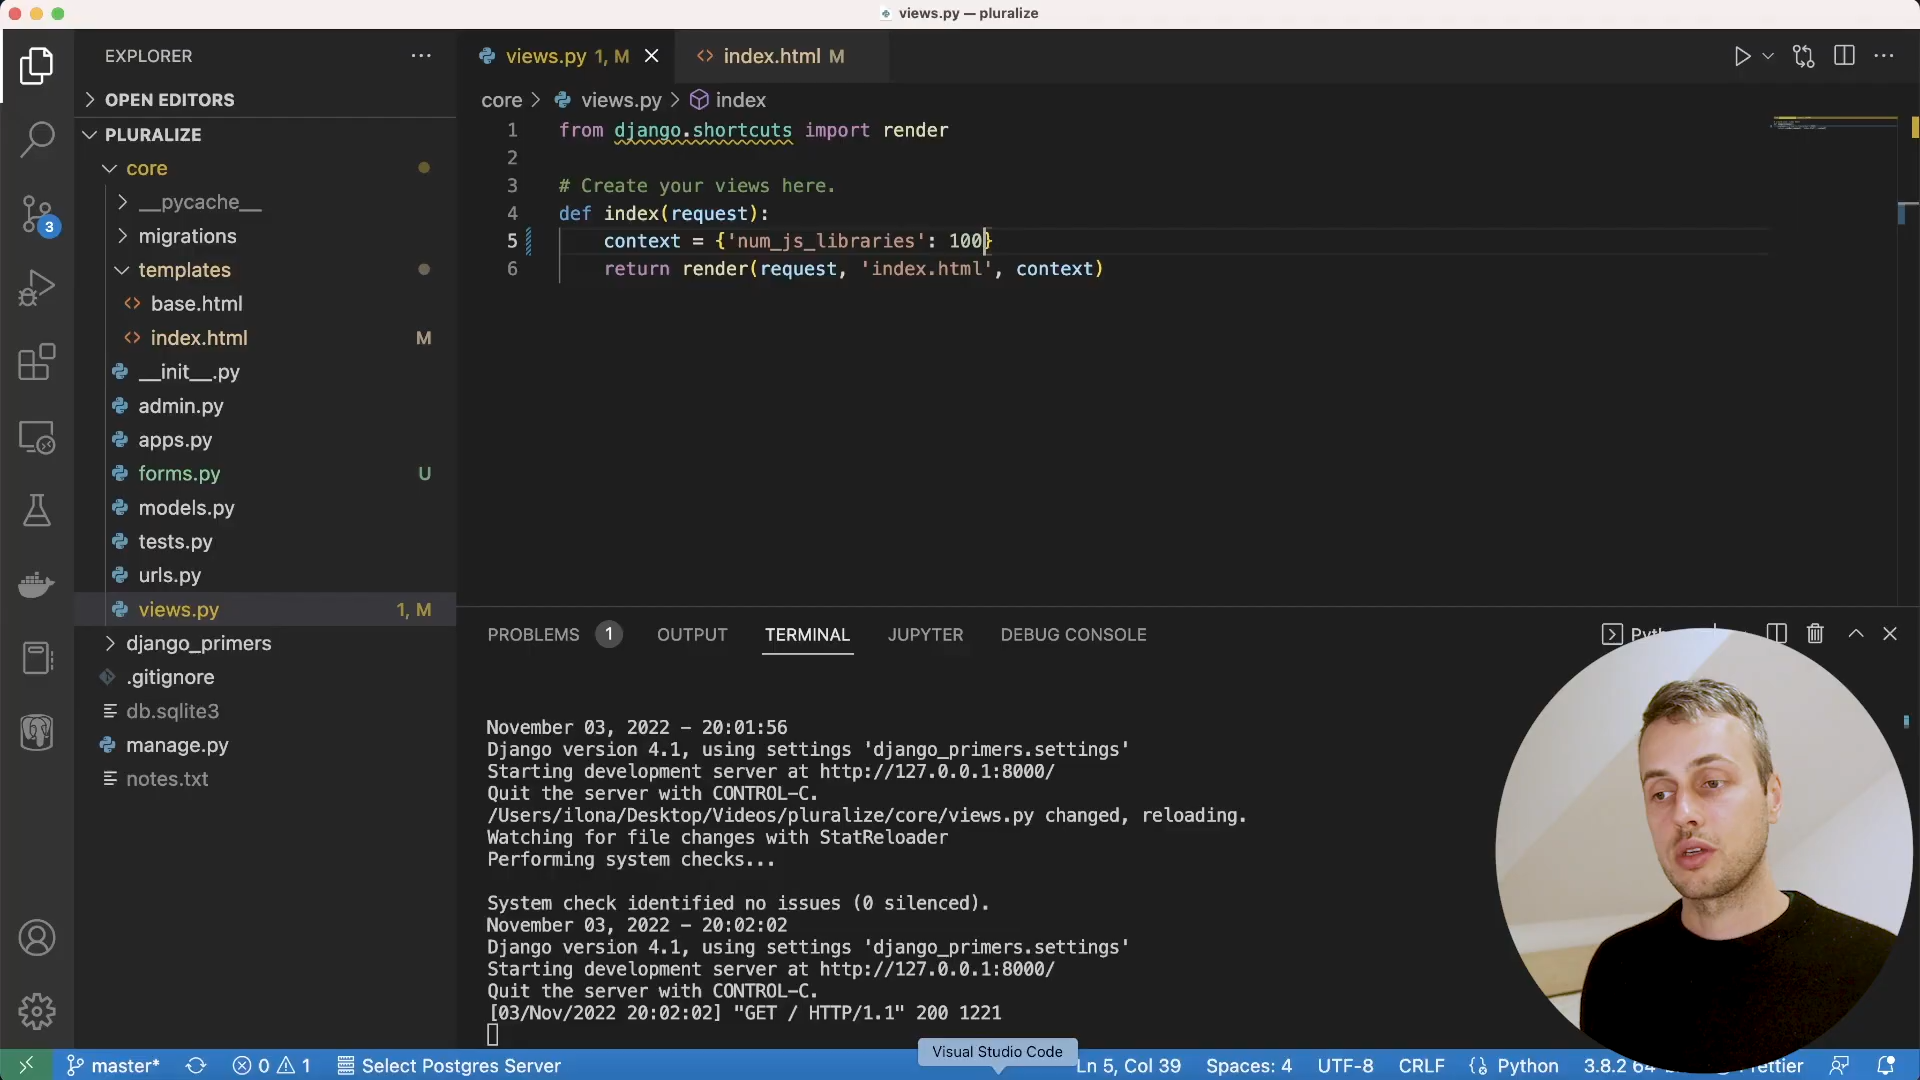 views.py — pluralize
EXPLORER
OPEN EDITORS
PLURALIZE
core
__pycache__
migrations
templates
base.html
index.html M
__init__.py
admin.py
apps.py
forms.py U
models.py
tests.py
urls.py
views.py 1, M
django_primers
.gitignore
db.sqlite3
manage.py
notes.txt
3
views.py 1, M
index.html M
core > views.py > index
1 from django.shortcuts import render
2
3 # Create your views here.
4 def index(request):
5 context = {'num_js_libraries': 100}
6 return render(request, 'index.html', context)
PROBLEMS 1 OUTPUT TERMINAL JUPYTER DEBUG CONSOLE
November 03, 2022 - 20:01:56
Django version 4.1, using settings 'django_primers.settings'
Starting development server at http://127.0.0.1:8000/
Quit the server with CONTROL-C.
/Users/ilona/Desktop/Videos/pluralize/core/views.py changed, reloading.
Watching for file changes with StatReloader
Performing system checks...
System check identified no issues (0 silenced).
November 03, 2022 - 20:02:02
Django version 4.1, using settings 'django_primers.settings'
Starting development server at http://127.0.0.1:8000/
Quit the server with CONTROL-C.
[03/Nov/2022 20:02:02] "GET / HTTP/1.1" 200 1221
Visual Studio Code
master* 0 1 Select Postgres Server Ln 5, Col 39 Spaces: 4 UTF-8 CRLF Python 3.8.2 64